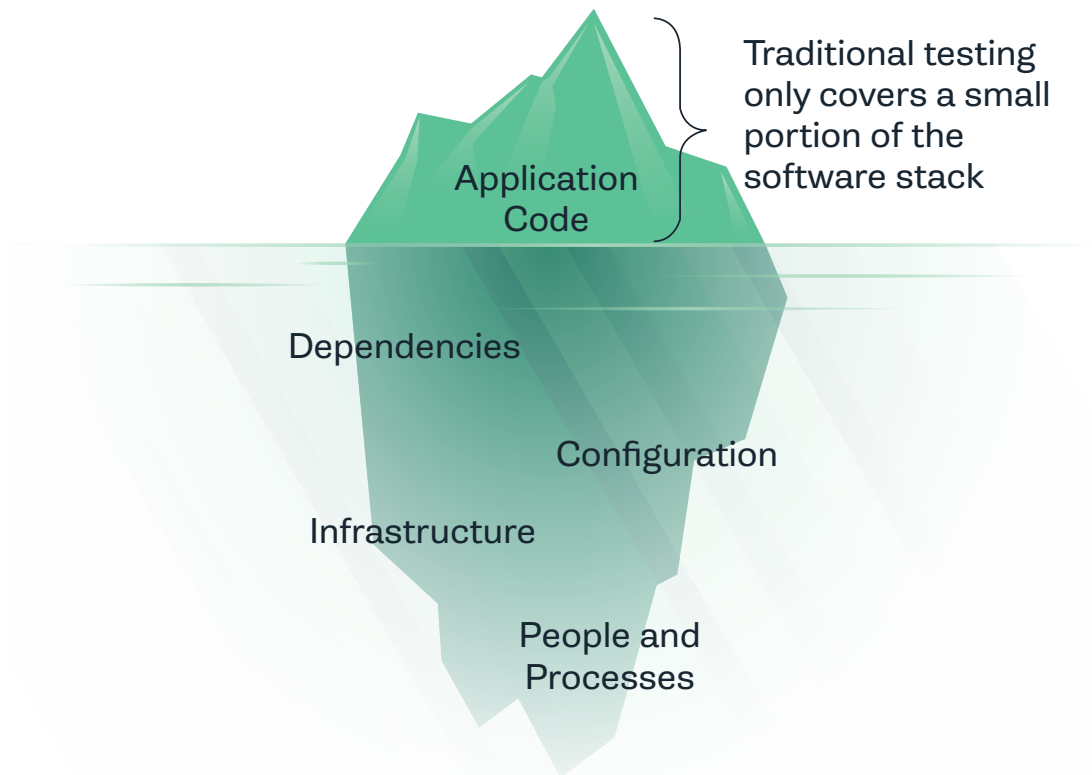 Traditional testing
only covers a small
portion of the
software stack
Application
Code
Dependencies
Configuration
Infrastructure
People and
Processes